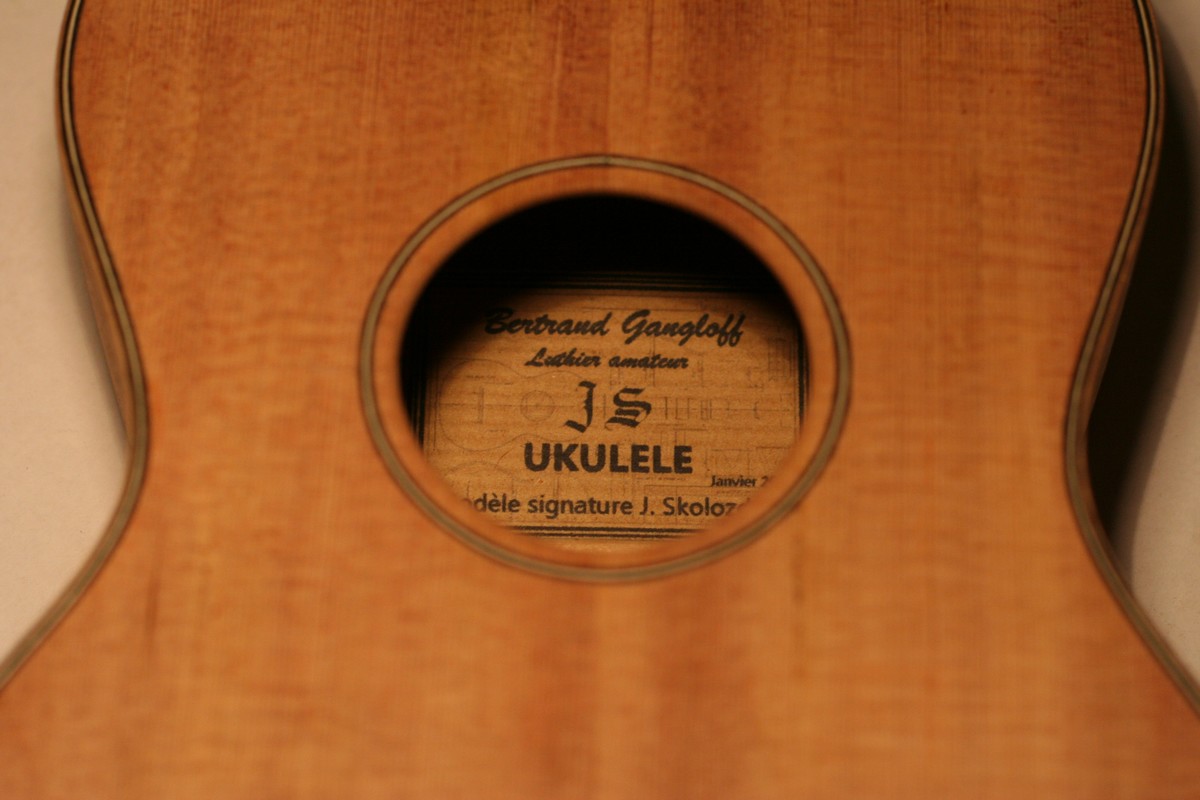 Bertrand Gangloff
Luthier amateur
JS
UKULELE
Janvier
signature J.